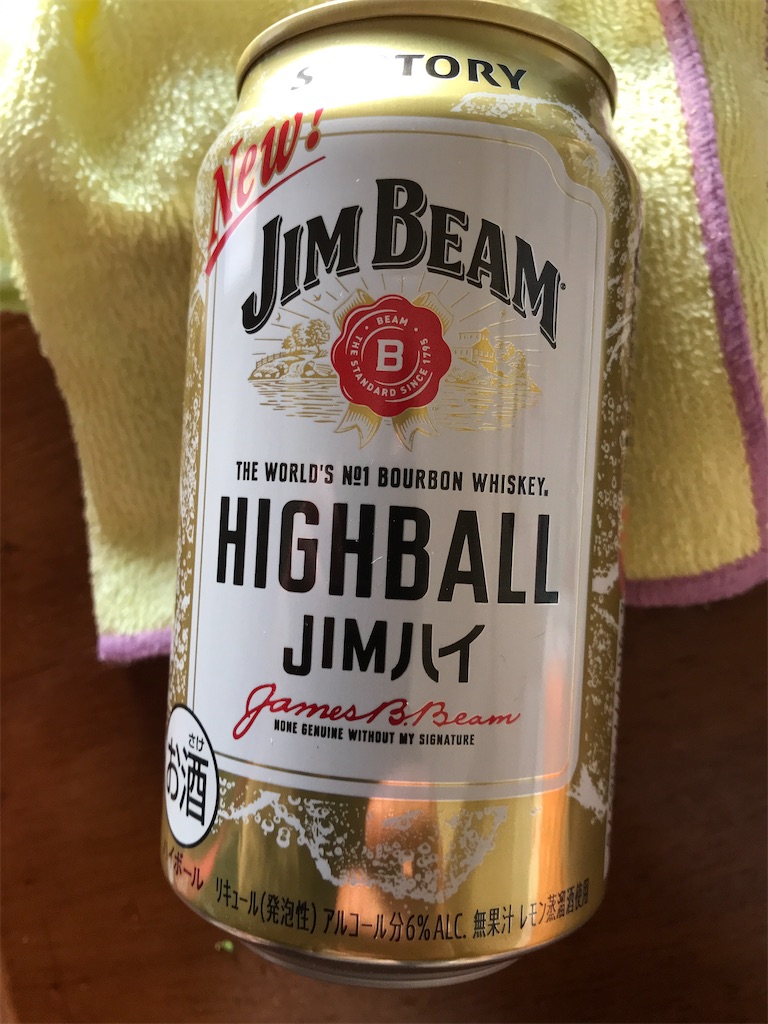 TORY
New!
JIM BEAM
BEAM
B
THE STANDARD SINCE 1795
THE WORLD'S No1 BOURBON WHISKEY.
HIGHBALL
JIMハイ
James B. Beam
NONE GENUINE WITHOUT MY SIGNATURE
さけ
お酒
イボール
リキュール(発泡性) アルコール分6%ALC. 無果汁 レモン蒸溜酒使用